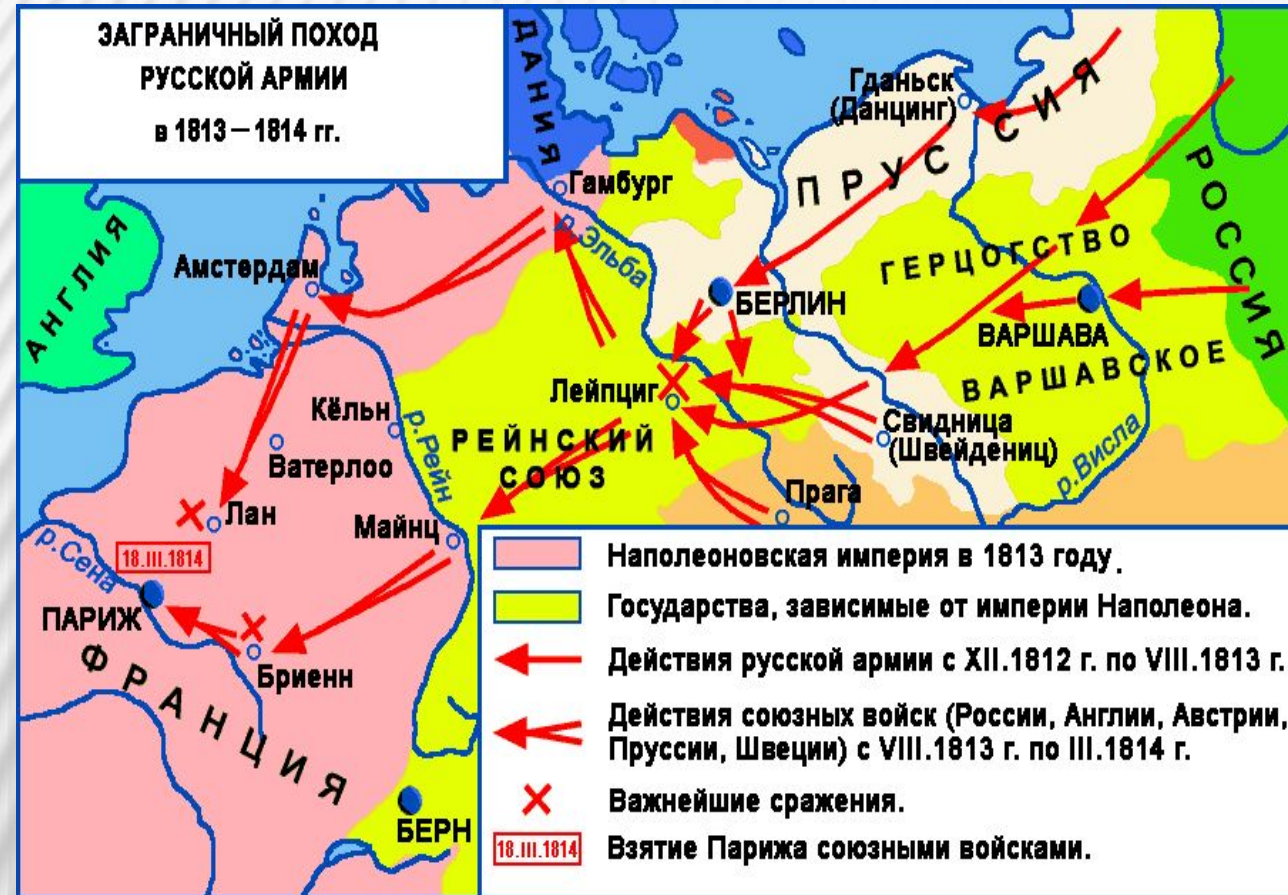 ЗАГРАНИЧНЫЙ ПОХОД
РУССКОЙ АРМИИ
в 1813 – 1814 гг.
ДАНИЯ
Гданьск
(Данцинг)
ПРУССИЯ
РОССИЯ
АНГЛИЯ
Гамбург
р.Эльба
Амстердам
БЕРЛИН
ГЕРЦОГСТВО
ВАРШАВА
ВАРШАВСКОЕ
Лейпциг
Кёльн
р.Рейн
РЕЙНСКИЙ
СОЮЗ
Свидница
(Швейдениц)
р.Висла
Ватерлоо
Прага
Лан
Майнц
р.Сена
18.III.1814
ПАРИЖ
Бриенн
ФРАНЦИЯ
БЕРН
Наполеоновская империя в 1813 году.
Государства, зависимые от империи Наполеона.
Действия русской армии с XII.1812 г. по VIII.1813 г.
Действия союзных войск (России, Англии, Австрии,
Пруссии, Швеции) с VIII.1813 г. по III.1814 г.
Важнейшие сражения.
18.III.1814 Взятие Парижа союзными войсками.